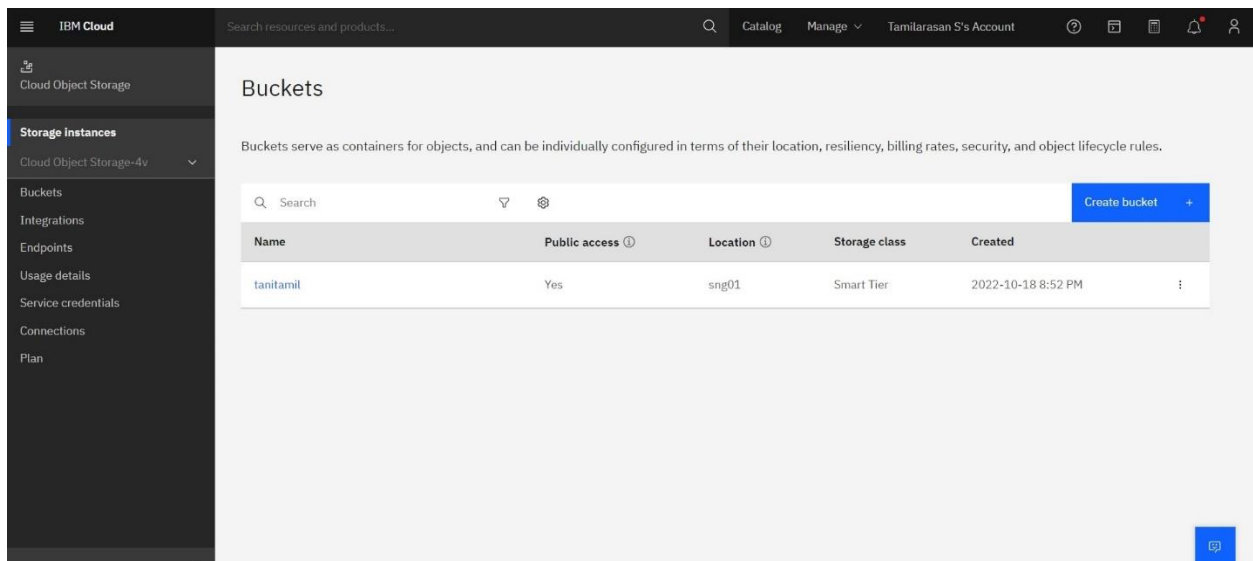 IBM Cloud
Search resources and products...
Catalog
Manage
Tamilarasan S's Account
Cloud Object Storage
Storage instances
Cloud Object Storage-4v
Buckets
Integrations
Endpoints
Usage details
Service credentials
Connections
Plan
Buckets
Buckets serve as containers for objects, and can be individually configured in terms of their location, resiliency, billing rates, security, and object lifecycle rules.
Search
Create bucket +
Name Public access Location Storage class Created
tanitamil Yes sng01 Smart Tier 2022-10-18 8:52 PM